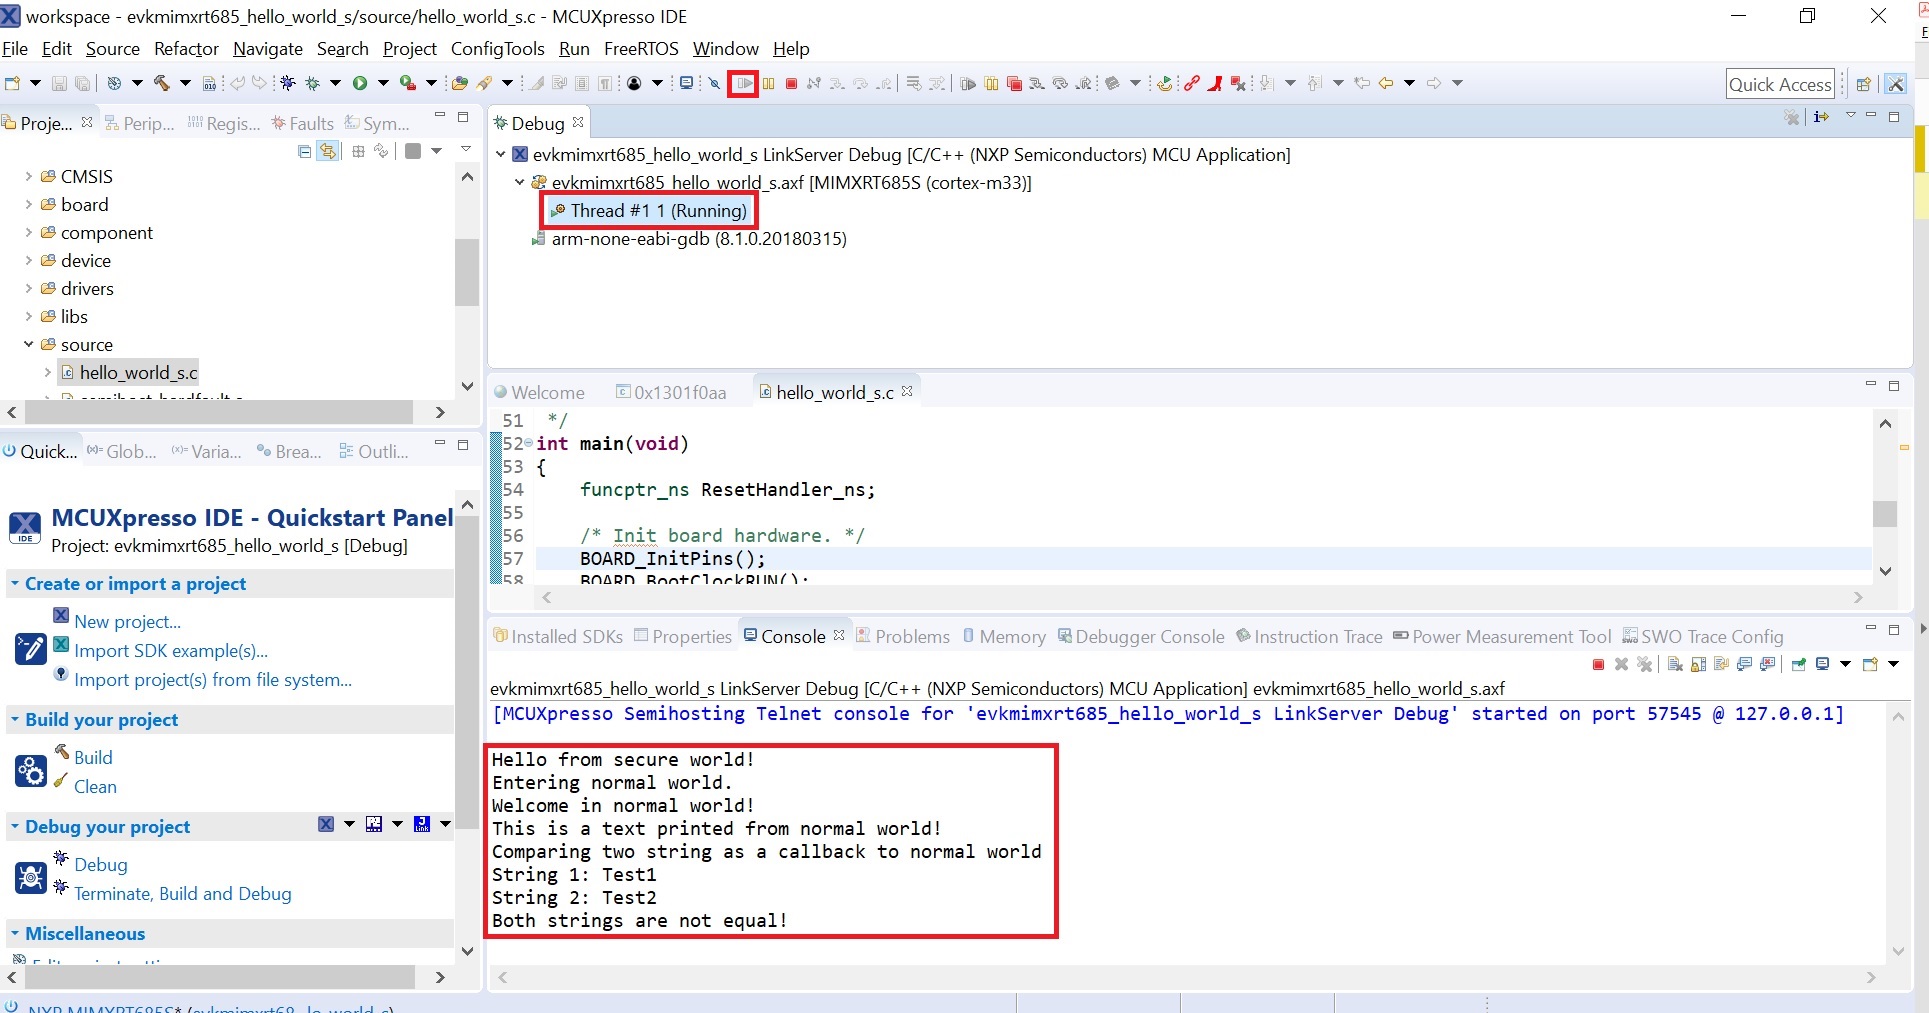 workspace - evkmimxrt685_hello_world_s/source/hello_world_s.c - MCUXpresso IDE
File Edit Source Refactor Navigate Search Project ConfigTools Run FreeRTOS Window Help
Quick Access
Proje... Perip... Regis... Faults Sym...
CMSIS
board
component
device
drivers
libs
source
hello_world_s.c
Debug
evkmimxrt685_hello_world_s LinkServer Debug [C/C++ (NXP Semiconductors) MCU Application]
evkmimxrt685_hello_world_s.axf [MIMXRT685S (cortex-m33)]
Thread #1 1 (Running)
arm-none-eabi-gdb (8.1.0.20180315)
Welcome 0x1301f0aa hello_world_s.c
51 */
52 int main(void)
53 {
54 funcptr_ns ResetHandler_ns;
55
56 /* Init board hardware. */
57 BOARD_InitPins();
58 BOARD_BootClockRUN();
Quick... Glob... Varia... Brea... Outli...
MCUXpresso IDE - Quickstart Panel
IDE
Project: evkmimxrt685_hello_world_s [Debug]
Create or import a project
New project...
Import SDK example(s)...
Import project(s) from file system...
Build your project
Build
Clean
Debug your project
Debug
Terminate, Build and Debug
Miscellaneous
Installed SDKs Properties Console Problems Memory Debugger Console Instruction Trace Power Measurement Tool SWO Trace Config
evkmimxrt685_hello_world_s LinkServer Debug [C/C++ (NXP Semiconductors) MCU Application] evkmimxrt685_hello_world_s.axf
[MCUXpresso Semihosting Telnet console for 'evkmimxrt685_hello_world_s LinkServer Debug' started on port 57545 @ 127.0.0.1]
Hello from secure world!
Entering normal world.
Welcome in normal world!
This is a text printed from normal world!
Comparing two string as a callback to normal world
String 1: Test1
String 2: Test2
Both strings are not equal!
NXP MIMXRT685S*